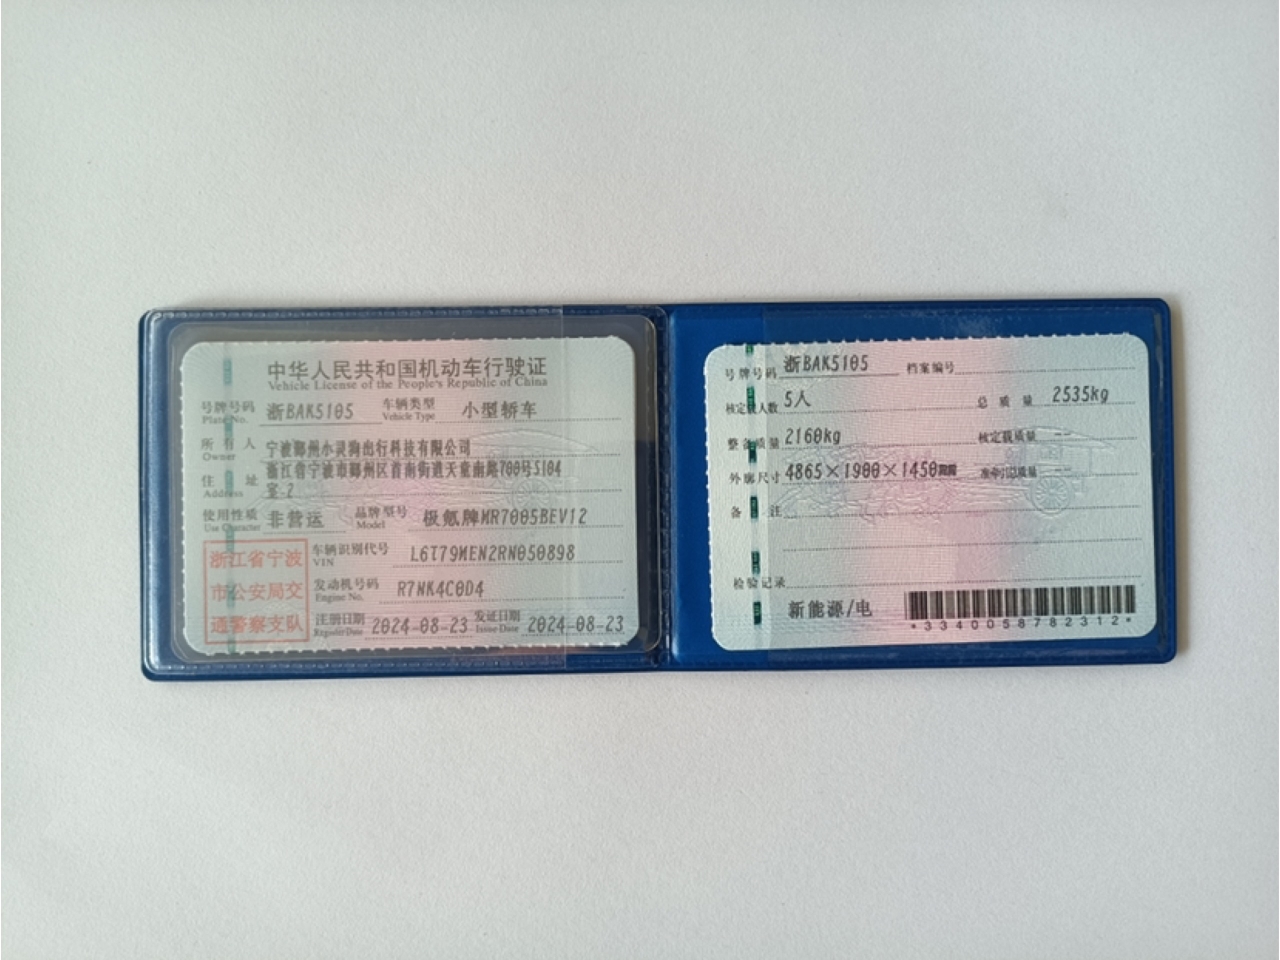 中华人民共和国机动车行驶证
Vehicle License of the People's Republic of China
号牌号码 浙BAK5105 车辆类型 小型轿车
Plate No. Vehicle Type
所有人 宁波鄞州小灵狗出行科技有限公司
Owner
住址 浙江省宁波市鄞州区首南街道天童南路700号5104
Address 室-2
使用性质 非营运 品牌型号 极氪牌MR7005BEV12
Use Character Model
浙江省宁波
市公安局交
通警察支队
车辆识别代号 L6T79MEN2RN050898
VIN
发动机号码 R7NK4C0D4
Engine No.
注册日期 2024-08-23 发证日期 2024-08-23
Register Date Issue Date
号牌号码 浙BAK5105 档案编号
核定载人数 5人 总质量 2535kg
整备质量 2160kg 核定载质量 --
外廓尺寸 4865×1900×1450 准牵引总质量 --
备注
检验记录
新能源/电
*3340058782312*